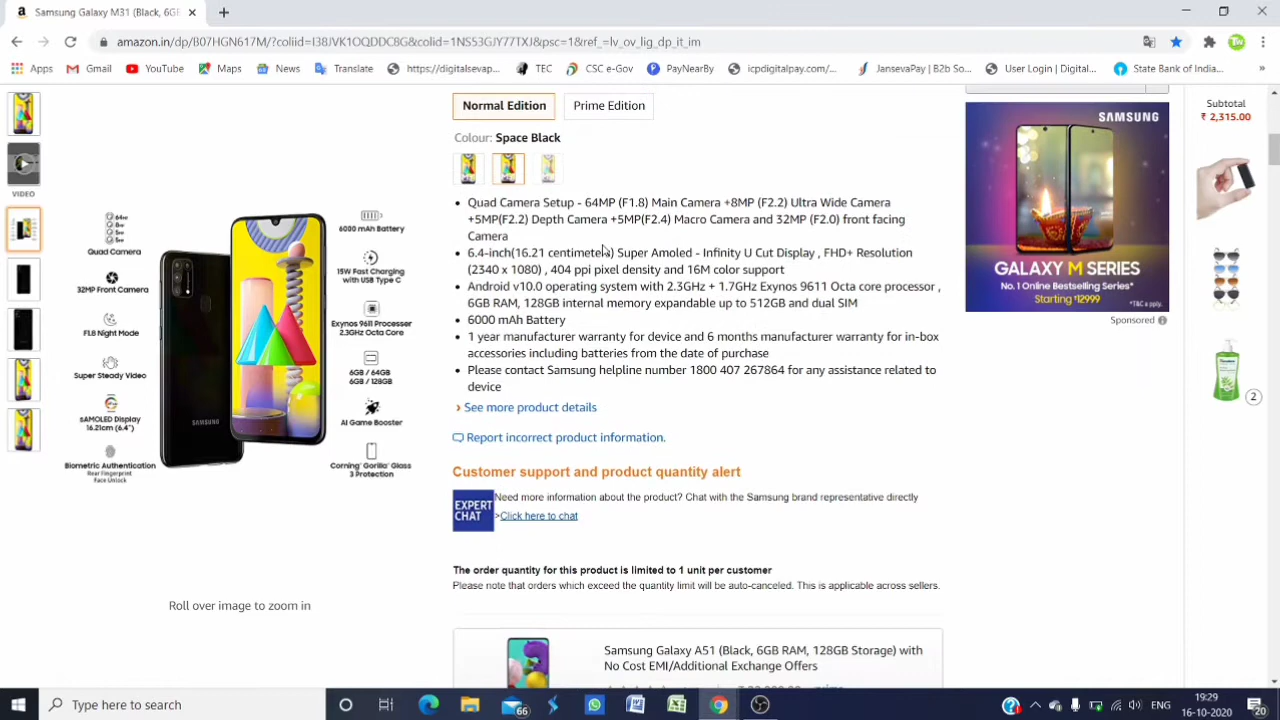 Samsung Galaxy M31 (Black, 6GB
amazon.in/dp/B07HGN617M/?coliid=I38JVK1OQDDC8G&colid=1NS53GJY77TXJ&psc=1&ref_=lv_ov_lig_dp_it_im
Apps Gmail YouTube Maps News Translate https://digitalsevap... TEC CSC e-Gov PayNearBy icpdigitalpay.com/... JansevaPay | B2b So... User Login | Digital... State Bank of India...
Normal Edition Prime Edition
Colour: Space Black
VIDEO
Quad Camera Setup - 64MP (F1.8) Main Camera +8MP (F2.2) Ultra Wide Camera
+5MP(F2.2) Depth Camera +5MP(F2.4) Macro Camera and 32MP (F2.0) front facing
Camera
6.4-inch(16.21 centimeters) Super Amoled - Infinity U Cut Display , FHD+ Resolution
(2340 x 1080) , 404 ppi pixel density and 16M color support
Android v10.0 operating system with 2.3GHz + 1.7GHz Exynos 9611 Octa core processor ,
6GB RAM, 128GB internal memory expandable up to 512GB and dual SIM
6000 mAh Battery
1 year manufacturer warranty for device and 6 months manufacturer warranty for in-box
accessories including batteries from the date of purchase
Please contact Samsung helpline number 1800 407 267864 for any assistance related to
device
› See more product details
Report incorrect product information.
Customer support and product quantity alert
EXPERT
CHAT
Need more information about the product? Chat with the Samsung brand representative directly
>Click here to chat
The order quantity for this product is limited to 1 unit per customer
Please note that orders which exceed the quantity limit will be auto-canceled. This is applicable across sellers.
Samsung Galaxy A51 (Black, 6GB RAM, 128GB Storage) with
No Cost EMI/Additional Exchange Offers
64MP
8MP
5MP
5MP
Quad Camera
32MP Front Camera
F1.8 Night Mode
Super Steady Video
sAMOLED Display
16.21cm (6.4")
Biometric Authentication
Rear Fingerprint
Face Unlock
SAMSUNG
6000 mAh Battery
15W Fast Charging
with USB Type C
Exynos 9611 Processer
2.3GHz Octa Core
6GB / 64GB
6GB / 128GB
AI Game Booster
Corning® Gorilla® Glass
3 Protection
Roll over image to zoom in
SAMSUNG
GALAXY M SERIES
No. 1 Online Bestselling Series*
Starting ₹12999
*T&C apply.
Sponsored
Subtotal
₹ 2,315.00
2
Type here to search
66
ENG
19:29
16-10-2020
20